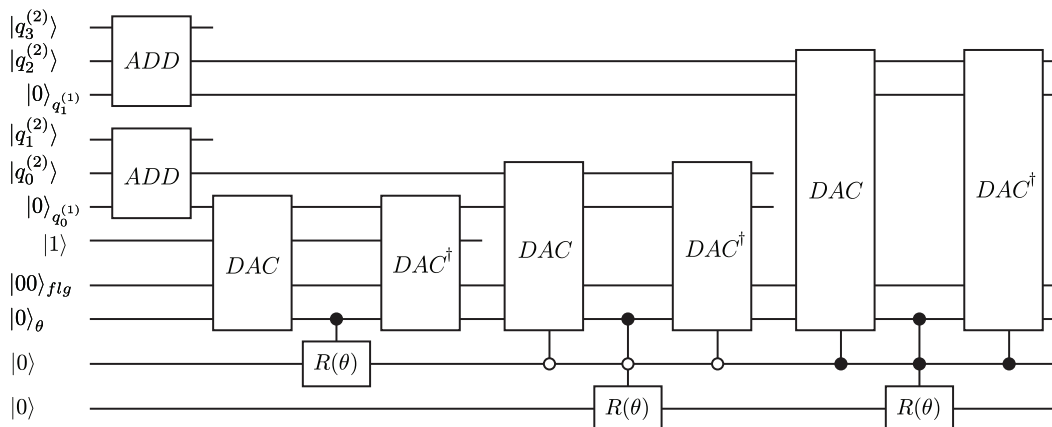 |q₃⁽²⁾⟩
|q₂⁽²⁾⟩ ADD
|0⟩_{q₁⁽¹⁾}
|q₁⁽²⁾⟩
|q₀⁽²⁾⟩ ADD DAC DAC†
|0⟩_{q₀⁽¹⁾}
|1⟩ DAC DAC†
|00⟩_{flg} DAC DAC†
|0⟩_θ
|0⟩ R(θ)
|0⟩ R(θ) R(θ)